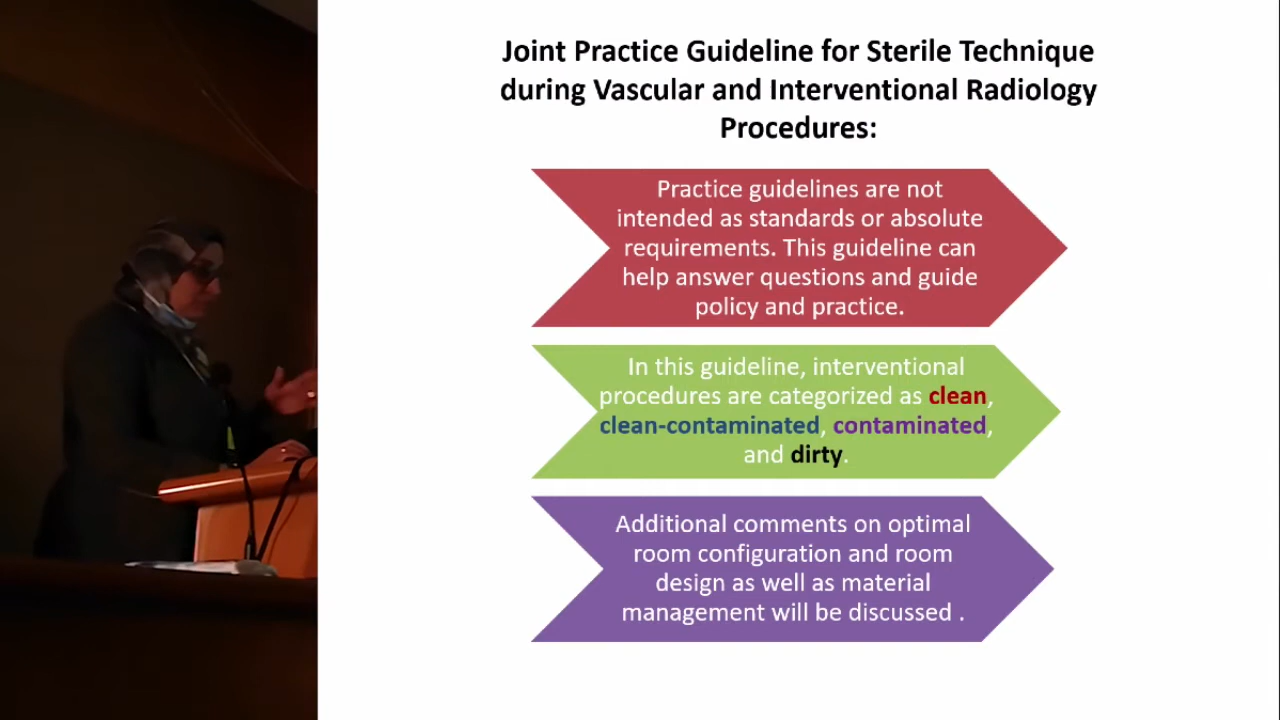 Joint Practice Guideline for Sterile Technique
during Vascular and Interventional Radiology
Procedures:
Practice guidelines are not
intended as standards or absolute
requirements. This guideline can
help answer questions and guide
policy and practice.
In this guideline, interventional
procedures are categorized as clean,
clean-contaminated, contaminated,
and dirty.
Additional comments on optimal
room configuration and room
design as well as material
management will be discussed .